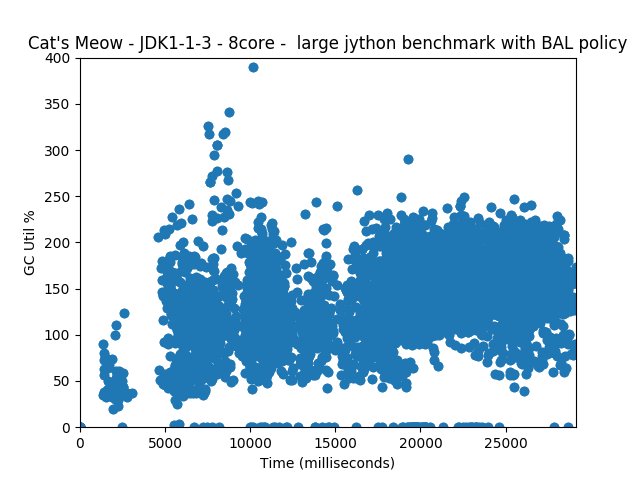 Cat's Meow - JDK1-1-3 - 8core -  large jython benchmark with BAL policy
400
350
300
250
200
150
100
50
0
GC Util %
0 5000 10000 15000 20000 25000
Time (milliseconds)